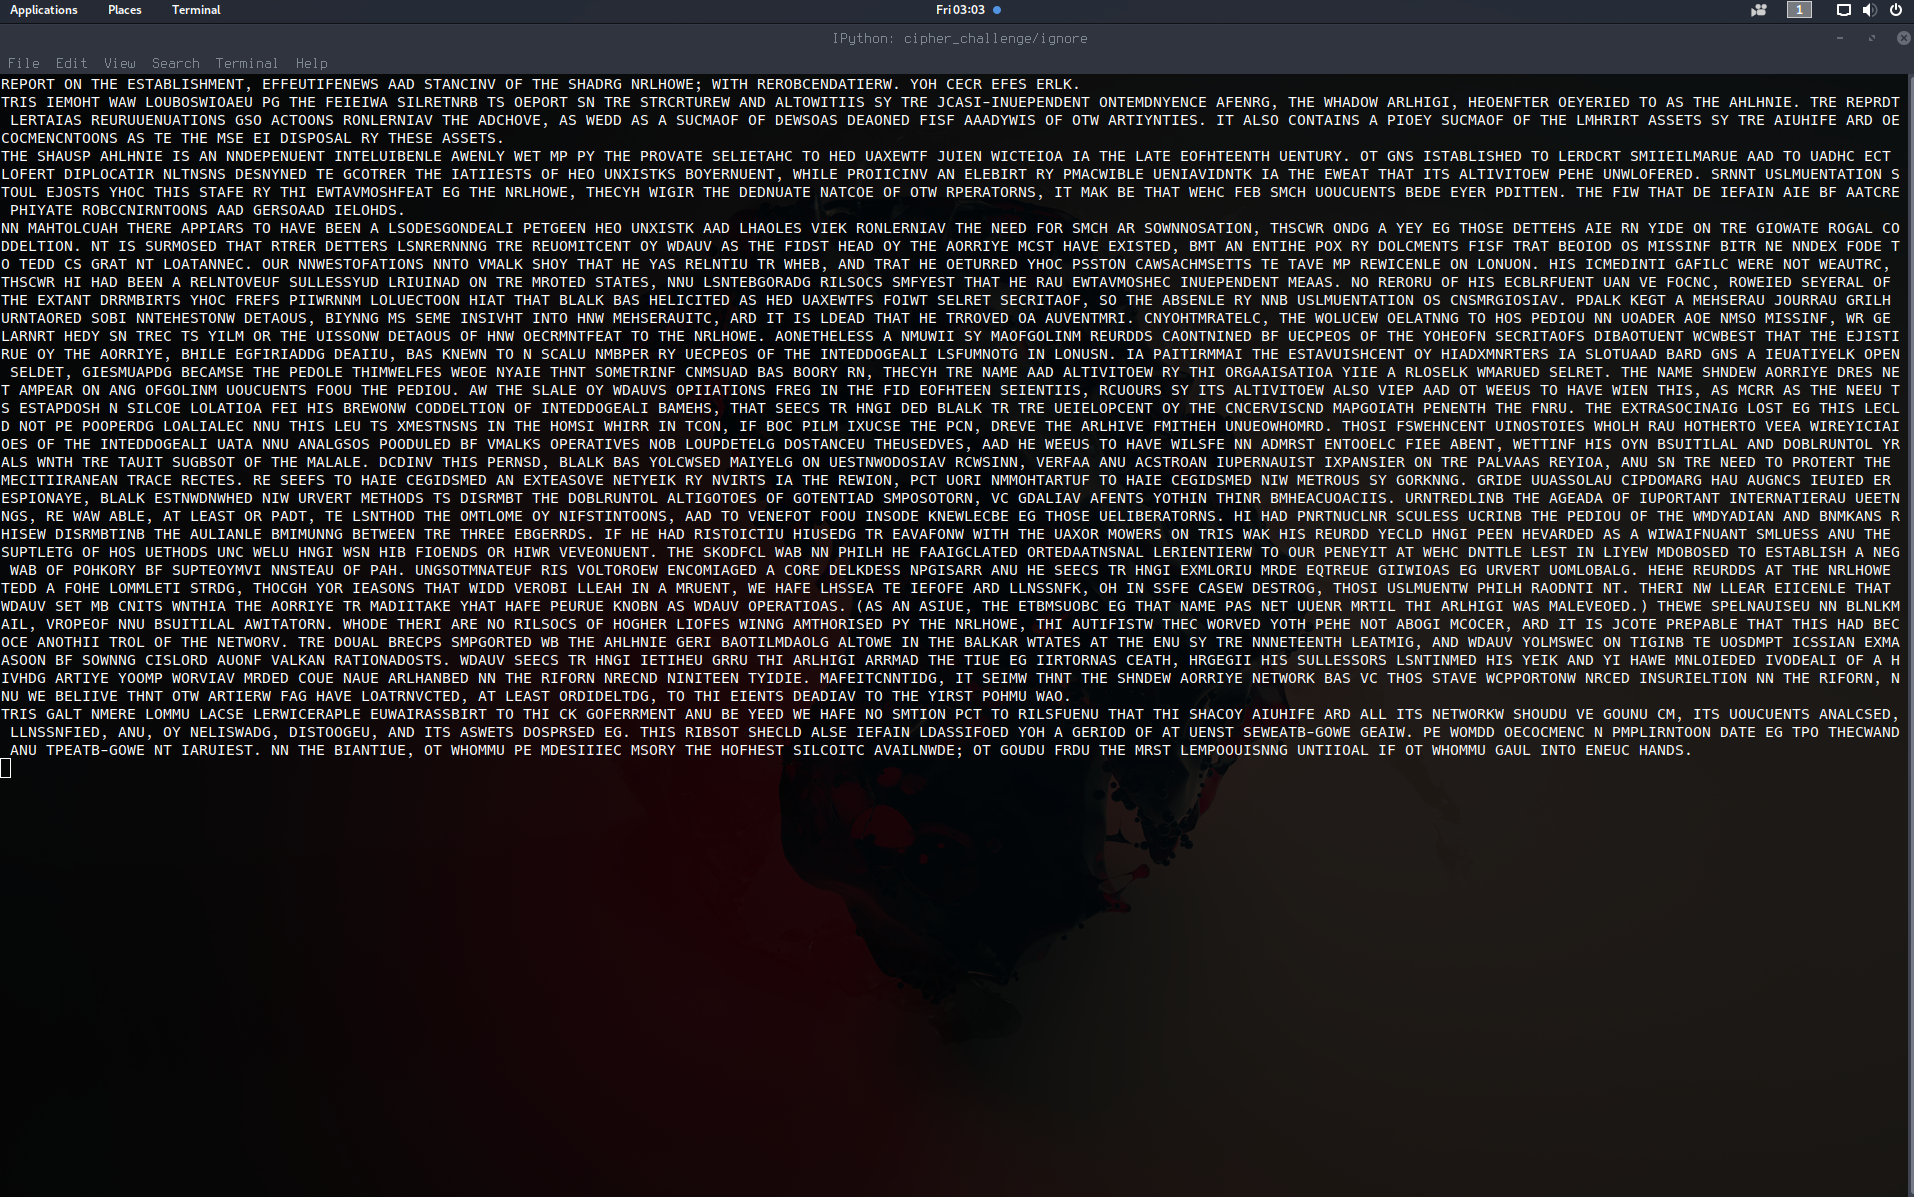 Applications Places Terminal Fri 03:03 1
IPython: cipher_challenge/ignore
File Edit View Search Terminal Help
REPORT ON THE ESTABLISHMENT, EFFEUTIFENEWS AAD STANCINV OF THE SHADRG NRLHOWE; WITH REROBCENDATIERW. YOH CECR EFES ERLK.
TRIS IEMOHT WAW LOUBOSWIOAEU PG THE FEIEIWA SILRETNRB TS OEPORT SN TRE STRCRTUREW AND ALTOWITIIS SY TRE JCASI-INUEPENDENT ONTEMDNYENCE AFENRG, THE WHADOW ARLHIGI, HEOENFTER OEYERIED TO AS THE AHLHNIE. TRE REPRDT
LERTAIAS REURUUENUATIONS GSO ACTOONS RONLERNIAV THE ADCHOVE, AS WEDD AS A SUCMAOF OF DEWSOAS DEAONED FISF AAADYWIS OF OTW ARTIYNTIES. IT ALSO CONTAINS A PIOEY SUCMAOF OF THE LMHRIRT ASSETS SY TRE AIUHIFE ARD OE
COCMENCNTOONS AS TE THE MSE EI DISPOSAL RY THESE ASSETS.
THE SHAUSP AHLHNIE IS AN NNDEPENUENT INTELUIBENLE AWENLY WET MP PY THE PROVATE SELIETAHC TO HED UAXEWTF JUIEN WICTEIOA IA THE LATE EOFHTEENTH UENTURY. OT GNS ISTABLISHED TO LERDCRT SMIIEILMARUE AAD TO UADHC ECT
LOFERT DIPLOCATIR NLTNSNS DESNYNED TE GCOTRER THE IATIIESTS OF HEO UNXISTKS BOYERNUENT, WHILE PROIICINV AN ELEBIRT RY PMACWIBLE UENIAVIDNTK IA THE EWEAT THAT ITS ALTIVITOEW PEHE UNWLOFERED. SRNNT USLMUENTATION S
TOUL EJOSTS YHOC THIS STAFE RY THI EWTAVMOSHFEAT EG THE NRLHOWE, THECYH WIGIR THE DEDNUATE NATCOE OF OTW RPERATORNS, IT MAK BE THAT WEHC FEB SMCH UOUCUENTS BEDE EYER PDITTEN. THE FIW THAT DE IEFAIN AIE BF AATCRE
PHIYATE ROBCCNIRNTOONS AAD GERSOAAD IELOHDS.
NN MAHTOLCUAH THERE APPIARS TO HAVE BEEN A LSODESGONDEALI PETGEEN HEO UNXISTK AAD LHAOLES VIEK RONLERNIAV THE NEED FOR SMCH AR SOWNNOSATION, THSCWR ONDG A YEY EG THOSE DETTEHS AIE RN YIDE ON TRE GIOWATE ROGAL CO
DDELTION. NT IS SURMOSED THAT RTRER DETTERS LSNRERNNNG TRE REUOMITCENT OY WDAUV AS THE FIDST HEAD OY THE AORRIYE MCST HAVE EXISTED, BMT AN ENTIHE POX RY DOLCMENTS FISF TRAT BEOIOD OS MISSINF BITR NE NNDEX FODE T
O TEDD CS GRAT NT LOATANNEC. OUR NNWESTOFATIONS NNTO VMALK SHOY THAT HE YAS RELNTIU TR WHEB, AND TRAT HE OETURRED YHOC PSSTON CAWSACHMSETTS TE TAVE MP REWICENLE ON LONUON. HIS ICMEDINTI GAFILC WERE NOT WEAUTRC,
THSCWR HI HAD BEEN A RELNTOVEUF SULLESSYUD LRIUINAD ON TRE MROTED STATES, NNU LSNTEBGORADG RILSOCS SMFYEST THAT HE RAU EWTAVMOSHEC INUEPENDENT MEAAS. NO RERORU OF HIS ECBLRFUENT UAN VE FOCNC, ROWEIED SEYERAL OF
THE EXTANT DRRMBIRTS YHOC FREFS PIIWRNNM LOLUECTOON HIAT THAT BLALK BAS HELICITED AS HED UAXEWTFS FOIWT SELRET SECRITAOF, SO THE ABSENLE RY NNB USLMUENTATION OS CNSMRGIOSIAV. PDALK KEGT A MEHSERAU JOURRAU GRILH
URNTAORED SOBI NNTEHESTONW DETAOUS, BIYNNG MS SEME INSIVHT INTO HNW MEHSERAUITC, ARD IT IS LDEAD THAT HE TRROVED OA AUVENTMRI. CNYOHTMRATELC, THE WOLUCEW OELATNNG TO HOS PEDIOU NN UOADER AOE NMSO MISSINF, WR GE
LARNRT HEDY SN TREC TS YILM OR THE UISSONW DETAOUS OF HNW OECRMNTFEAT TO THE NRLHOWE. AONETHELESS A NMUWII SY MAOFGOLINM REURDDS CAONTNINED BF UECPEOS OF THE YOHEOFN SECRITAOFS DIBAOTUENT WCWBEST THAT THE EJISTI
RUE OY THE AORRIYE, BHILE EGFIRIADDG DEAIIU, BAS KNEWN TO N SCALU NMBPER RY UECPEOS OF THE INTEDDOGEALI LSFUMNOTG IN LONUSN. IA PAITIRMMAI THE ESTAVUISHCENT OY HIADXMNRTERS IA SLOTUAAD BARD GNS A IEUATIYELK OPEN
SELDET, GIESMUAPDG BECAMSE THE PEDOLE THIMWELFES WEOE NYAIE THNT SOMETRINF CNMSUAD BAS BOORY RN, THECYH TRE NAME AAD ALTIVITOEW RY THI ORGAAISATIOA YIIE A RLOSELK WMARUED SELRET. THE NAME SHNDEW AORRIYE DRES NE
T AMPEAR ON ANG OFGOLINM UOUCUENTS FOOU THE PEDIOU. AW THE SLALE OY WDAUVS OPIIATIONS FREG IN THE FID EOFHTEEN SEIENTIIS, RCUOURS SY ITS ALTIVITOEW ALSO VIEP AAD OT WEEUS TO HAVE WIEN THIS, AS MCRR AS THE NEEU T
S ESTAPDOSH N SILCOE LOLATIOA FEI HIS BREWONW CODDELTION OF INTEDDOGEALI BAMEHS, THAT SEECS TR HNGI DED BLALK TR TRE UEIELOPCENT OY THE CNCERVISCND MAPGOIATH PENENTH THE FNRU. THE EXTRASOCINAIG LOST EG THIS LECL
D NOT PE POOPERDG LOALIALEC NNU THIS LEU TS XMESTNSNS IN THE HOMSI WHIRR IN TCON, IF BOC PILM IXUCSE THE PCN, DREVE THE ARLHIVE FMITHEH UNUEOWHOMRD. THOSI FSWEHNCENT UINOSTOIES WHOLH RAU HOTHERTO VEEA WIREYICIAI
OES OF THE INTEDDOGEALI UATA NNU ANALGSOS POODULED BF VMALKS OPERATIVES NOB LOUPDETELG DOSTANCEU THEUSEDVES, AAD HE WEEUS TO HAVE WILSFE NN ADMRST ENTOOELC FIEE ABENT, WETTINF HIS OYN BSUITILAL AND DOBLRUNTOL YR
ALS WNTH TRE TAUIT SUGBSOT OF THE MALALE. DCDINV THIS PERNSD, BLALK BAS YOLCWSED MAIYELG ON UESTNWODOSIAV RCWSINN, VERFAA ANU ACSTROAN IUPERNAUIST IXPANSIER ON TRE PALVAAS REYIOA, ANU SN TRE NEED TO PROTERT THE
MECITIIRANEAN TRACE RECTES. RE SEEFS TO HAIE CEGIDSMED AN EXTEASOVE NETYEIK RY NVIRTS IA THE REWION, PCT UORI NMMOHTARTUF TO HAIE CEGIDSMED NIW METROUS SY GORKNNG. GRIDE UUASSOLAU CIPDOMARG HAU AUGNCS IEUIED ER
ESPIONAYE, BLALK ESTNWDNWHED NIW URVERT METHODS TS DISRMBT THE DOBLRUNTOL ALTIGOTOES OF GOTENTIAD SMPOSOTORN, VC GDALIAV AFENTS YOTHIN THINR BMHEACUOACIIS. URNTREDLINB THE AGEADA OF IUPORTANT INTERNATIERAU UEETN
NGS, RE WAW ABLE, AT LEAST OR PADT, TE LSNTHOD THE OMTLOME OY NIFSTINTOONS, AAD TO VENEFOT FOOU INSODE KNEWLECBE EG THOSE UELIBERATORNS. HI HAD PNRTNUCLNR SCULESS UCRINB THE PEDIOU OF THE WMDYADIAN AND BNMKANS R
HISEW DISRMBTINB THE AULIANLE BMIMUNNG BETWEEN TRE THREE EBGERRDS. IF HE HAD RISTOICTIU HIUSEDG TR EAVAFONW WITH THE UAXOR MOWERS ON TRIS WAK HIS REURDD YECLD HNGI PEEN HEVARDED AS A WIWAIFNUANT SMLUESS ANU THE
SUPTLETG OF HOS UETHODS UNC WELU HNGI WSN HIB FIOENDS OR HIWR VEVEONUENT. THE SKODFCL WAB NN PHILH HE FAAIGCLATED ORTEDAATNSNAL LERIENTIERW TO OUR PENEYIT AT WEHC DNTTLE LEST IN LIYEW MDOBOSED TO ESTABLISH A NEG
WAB OF POHKORY BF SUPTEOYMVI NNSTEAU OF PAH. UNGSOTMNATEUF RIS VOLTOROEW ENCOMIAGED A CORE DELKDESS NPGISARR ANU HE SEECS TR HNGI EXMLORIU MRDE EQTREUE GIIWIOAS EG URVERT UOMLOBALG. HEHE REURDDS AT THE NRLHOWE
TEDD A FOHE LOMMLETI STRDG, THOCGH YOR IEASONS THAT WIDD VEROBI LLEAH IN A MRUENT, WE HAFE LHSSEA TE IEFOFE ARD LLNSSNFK, OH IN SSFE CASEW DESTROG, THOSI USLMUENTW PHILH RAODNTI NT. THERI NW LLEAR EIICENLE THAT
WDAUV SET MB CNITS WNTHIA THE AORRIYE TR MADIITAKE YHAT HAFE PEURUE KNOBN AS WDAUV OPERATIOAS. (AS AN ASIUE, THE ETBMSUOBC EG THAT NAME PAS NET UUENR MRTIL THI ARLHIGI WAS MALEVEOED.) THEWE SPELNAUISEU NN BLNLKM
AIL, VROPEOF NNU BSUITILAL AWITATORN. WHODE THERI ARE NO RILSOCS OF HOGHER LIOFES WINNG AMTHORISED PY THE NRLHOWE, THI AUTIFISTW THEC WORVED YOTH PEHE NOT ABOGI MCOCER, ARD IT IS JCOTE PREPABLE THAT THIS HAD BEC
OCE ANOTHII TROL OF THE NETWORV. TRE DOUAL BRECPS SMPGORTED WB THE AHLHNIE GERI BAOTILMDAOLG ALTOWE IN THE BALKAR WTATES AT THE ENU SY TRE NNNETEENTH LEATMIG, AND WDAUV YOLMSWEC ON TIGINB TE UOSDMPT ICSSIAN EXMA
ASOON BF SOWNNG CISLORD AUONF VALKAN RATIONADOSTS. WDAUV SEECS TR HNGI IETIHEU GRRU THI ARLHIGI ARRMAD THE TIUE EG IIRTORNAS CEATH, HRGEGII HIS SULLESSORS LSNTINMED HIS YEIK AND YI HAWE MNLOIEDED IVODEALI OF A H
IVHDG ARTIYE YOOMP WORVIAV MRDED COUE NAUE ARLHANBED NN THE RIFORN NRECND NINITEEN TYIDIE. MAFEITCNNTIDG, IT SEIMW THNT THE SHNDEW AORRIYE NETWORK BAS VC THOS STAVE WCPPORTONW NRCED INSURIELTION NN THE RIFORN, N
NU WE BELIIVE THNT OTW ARTIERW FAG HAVE LOATRNVCTED, AT LEAST ORDIDELTDG, TO THI EIENTS DEADIAV TO THE YIRST POHMU WAO.
TRIS GALT NMERE LOMMU LACSE LERWICERAPLE EUWAIRASSBIRT TO THI CK GOFERRMENT ANU BE YEED WE HAFE NO SMTION PCT TO RILSFUENU THAT THI SHACOY AIUHIFE ARD ALL ITS NETWORKW SHOUDU VE GOUNU CM, ITS UOUCUENTS ANALCSED,
LLNSSNFIED, ANU, OY NELISWADG, DISTOOGEU, AND ITS ASWETS DOSPRSED EG. THIS RIBSOT SHECLD ALSE IEFAIN LDASSIFOED YOH A GERIOD OF AT UENST SEWEATB-GOWE GEAIW. PE WOMDD OECOCMENC N PMPLIRNTOON DATE EG TPO THECWAND
ANU TPEATB-GOWE NT IARUIEST. NN THE BIANTIUE, OT WHOMMU PE MDESIIIEC MSORY THE HOFHEST SILCOITC AVAILNWDE; OT GOUDU FRDU THE MRST LEMPOOUISNNG UNTIIOAL IF OT WHOMMU GAUL INTO ENEUC HANDS.